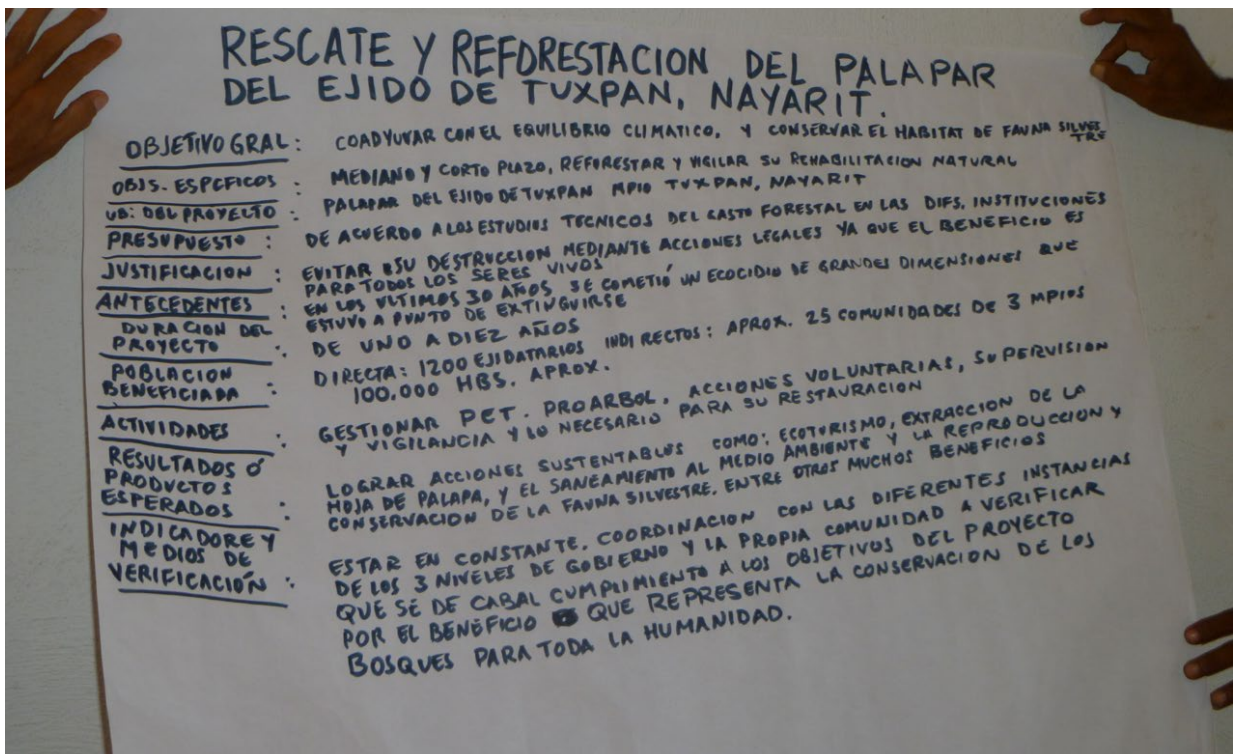 RESCATE Y REFORESTACION DEL PALAPAR
DEL EJIDO DE TUXPAN, NAYARIT.
OBJETIVO GRAL: COADYUVAR CON EL EQUILIBRIO CLIMATICO, Y CONSERVAR EL HABITAT DE FAUNA SILVES
TRE
OBJS. ESPCFICOS : MEDIANO Y CORTO PLAZO, REFORESTAR Y VIGILAR SU REHABILITACION NATURAL
UB: DEL PROYECTO : PALAPAR DEL EJIDO DE TUXPAN MPIO TUXPAN, NAYARIT
PRESUPUESTO : DE ACUERDO A LOS ESTUDIOS TECNICOS DEL GASTO FORESTAL EN LAS DIFS. INSTITUCIONES
JUSTIFICACION : EVITAR SU DESTRUCCION MEDIANTE ACCIONES LEGALES YA QUE EL BENEFICIO ES
PARA TODOS LOS SERES VIVOS
ANTECEDENTES : EN LOS ULTIMOS 30 AÑOS SE COMETIÓ UN ECOCIDIO DE GRANDES DIMENSIONES QUE
ESTUVO A PUNTO DE EXTINGUIRSE
DURACION DEL
PROYECTO : DE UNO A DIEZ AÑOS
POBLACION
BENEFICIADA : DIRECTA: 1200 EJIDATARIOS INDIRECTOS: APROX. 25 COMUNIDADES DE 3 MPIOS
100.000 HBS. APROX.
ACTIVIDADES : GESTIONAR PET. PROARBOL, ACCIONES VOLUNTARIAS, SUPERVISION
Y VIGILANCIA Y LO NECESARIO PARA SU RESTAURACION
RESULTADOS Ó
PRODUCTOS
ESPERADOS : LOGRAR ACCIONES SUSTENTABLES COMO: ECOTURISMO, EXTRACCION DE LA
HOJA DE PALAPA, Y EL SANEAMIENTO AL MEDIO AMBIENTE Y LA REPRODUCCION Y
CONSERVACION DE LA FAUNA SILVESTRE. ENTRE OTROS MUCHOS BENEFICIOS
INDICADORE Y
MEDIOS DE
VERIFICACIÓN : ESTAR EN CONSTANTE. COORDINACION CON LAS DIFERENTES INSTANCIAS
DE LOS 3 NIVELES DE GOBIERNO Y LA PROPIA COMUNIDAD A VERIFICAR
QUE SE DE CABAL CUMPLIMIENTO A LOS OBJETIVOS DEL PROYECTO
POR EL BENEFICIO QUE REPRESENTA LA CONSERVACION DE LOS
BOSQUES PARA TODA LA HUMANIDAD.